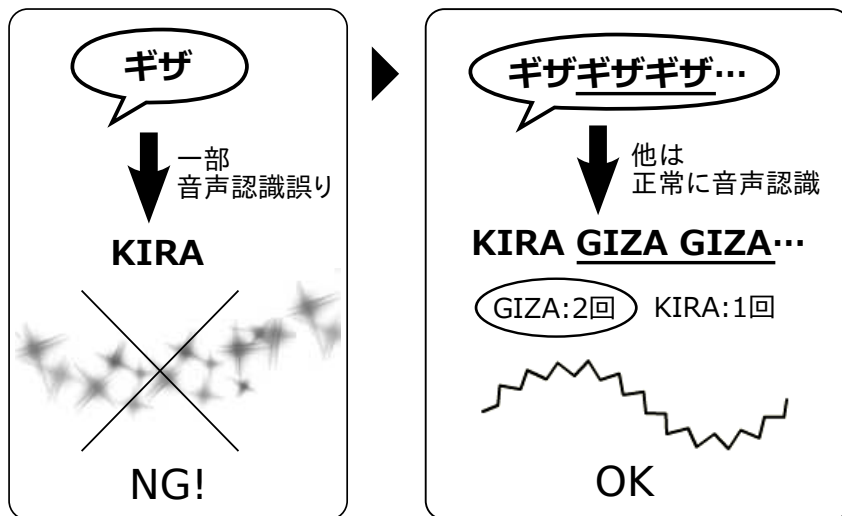 ギザ
一部
音声認識誤り
KIRA
NG!
ギザギザギザ…
他は
正常に音声認識
KIRA GIZA GIZA…
GIZA:2回 KIRA:1回
OK